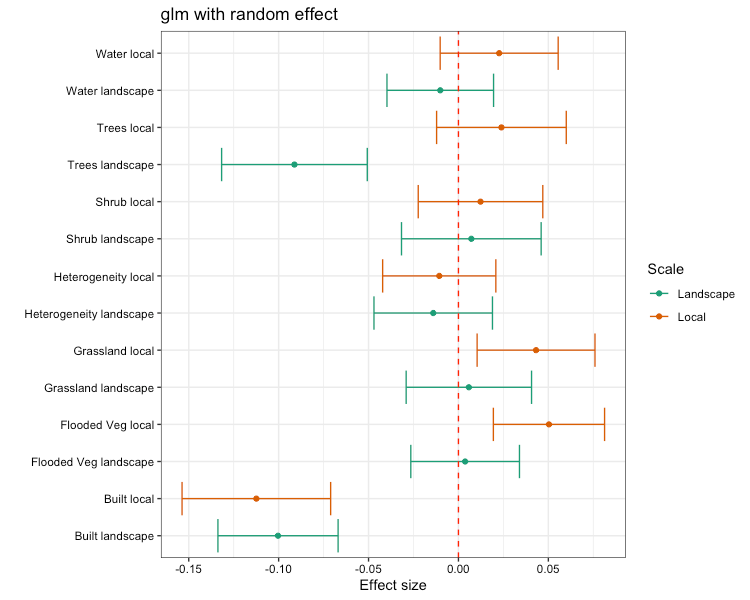 glm with random effect
Water local
Water landscape
Trees local
Trees landscape
Shrub local
Shrub landscape
Heterogeneity local
Heterogeneity landscape
Grassland local
Grassland landscape
Flooded Veg local
Flooded Veg landscape
Built local
Built landscape
-0.15 -0.10 -0.05 0.00 0.05
Effect size
Scale
Landscape
Local